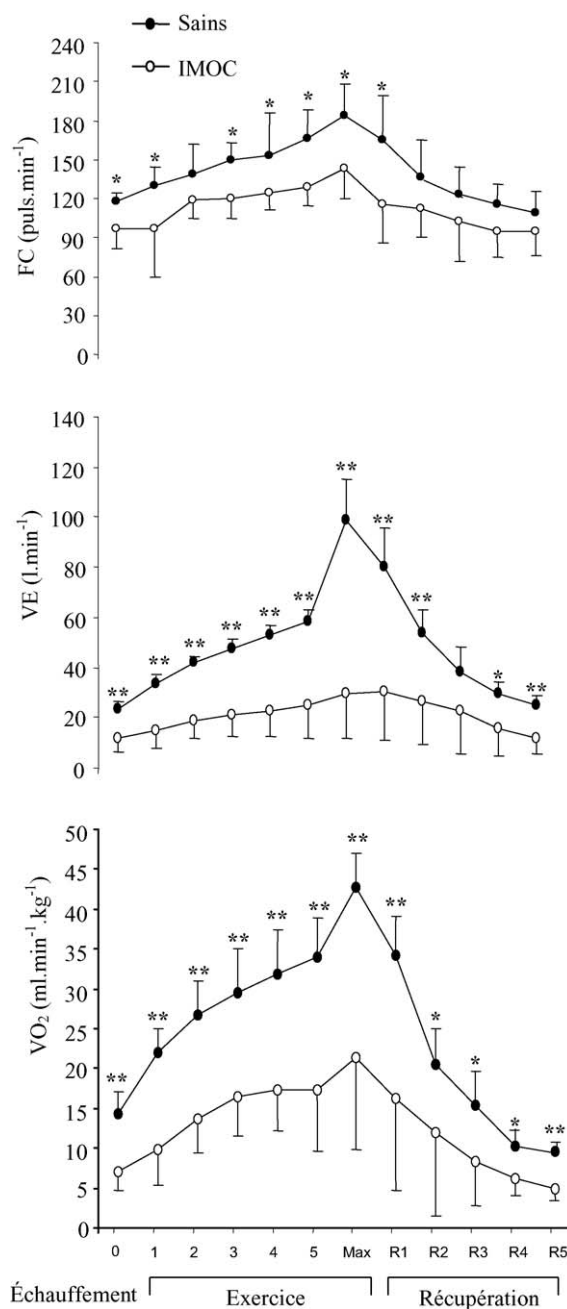 Sains
IMOC
FC (puls.min⁻¹)
240
210
180
150
120
90
60
30
0
* * * * * * * *
VE (l.min⁻¹)
140
120
100
80
60
40
20
0
** ** ** ** ** ** ** ** ** * **
VO₂ (ml.min⁻¹.kg⁻¹)
50
45
40
35
30
25
20
15
10
5
0
** ** ** ** ** ** ** ** * * * **
0 1 2 3 4 5 Max R1 R2 R3 R4 R5
Échauffement Exercice Récupération